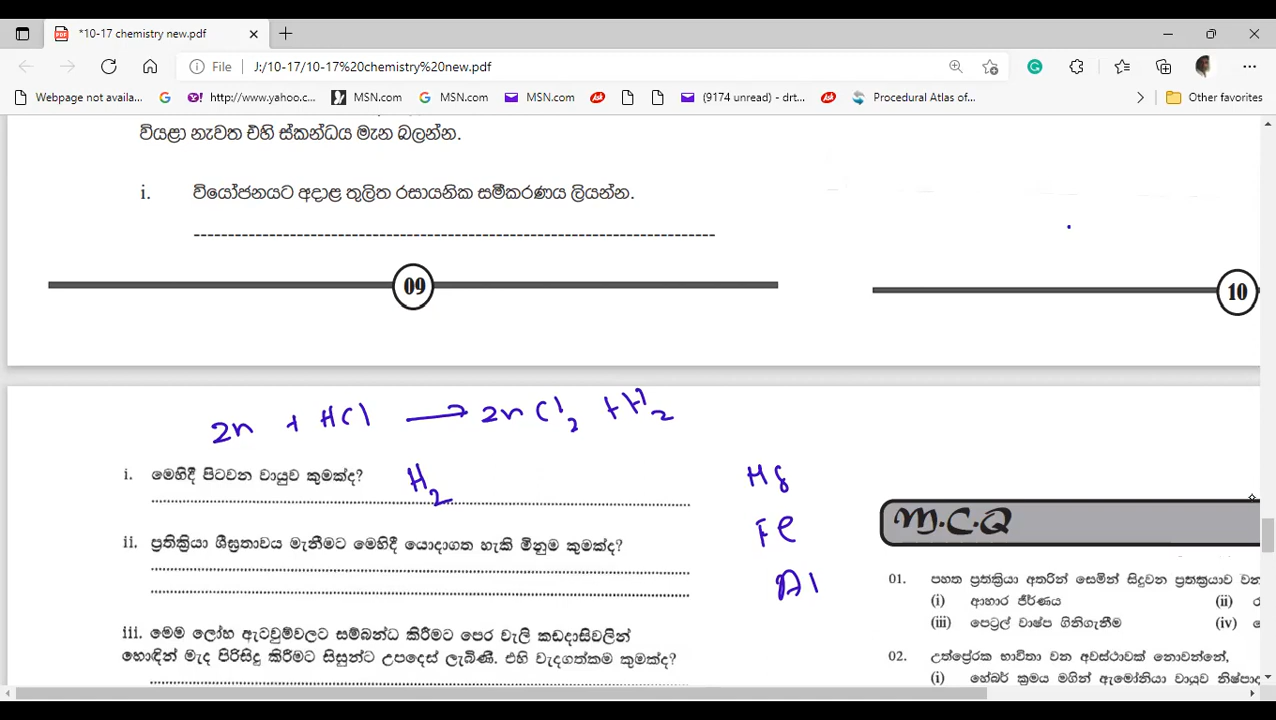 *10-17 chemistry new.pdf
File J:/10-17/10-17%20chemistry%20new.pdf
Webpage not availa... http://www.yahoo.c... MSN.com MSN.com MSN.com (9174 unread) - drt... Procedural Atlas of... Other favorites
වියළා නැවත එහි ස්කන්ධය මැන බලන්න.
i. වියෝජනයට අදාළ තුලිත රසායනික සමීකරණය ලියන්න.
09
10
Zn + HCl → ZnCl2 + H2
i. මෙහිදී පිටවන වායුව කුමක්ද? H2
ii. ප්‍රතික්‍රියා ශීඝ්‍රතාවය මැනීමට මෙහිදී යොදාගත හැකි මිනුම කුමක්ද?
iii. මෙම ලෝහ ඇටවුම්වලට සම්බන්ධ කිරීමට පෙර වැලි කඩදාසිවලින්
හොඳින් මැද පිරිසිදු කිරීමට සිසුන්ට උපදෙස් ලැබිණි. එහි වැදගත්කම කුමක්ද?
Mg
Fe
Al
M.C.Q
01. පහත ප්‍රතික්‍රියා අතරින් සෙමින් සිදුවන ප්‍රතික්‍රියාව වන
(i) ආහාර ජීර්ණය (ii)
(iii) පෙට්‍රල් වාෂ්ප ගිනිගැනීම (iv)
02. උත්ප්‍රේරක භාවිතා වන අවස්ථාවක් නොවන්නේ,
(i) හේබර් ක්‍රමය මගින් ඇමෝනියා වායුව